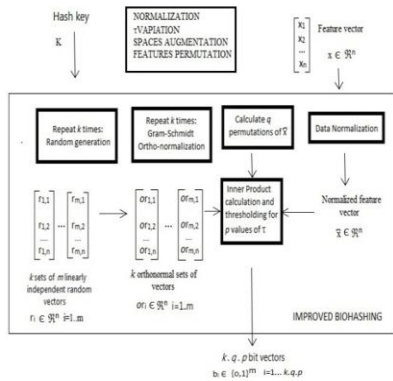 Hash key
K
NORMALIZATION
τVAPIATION
SPACES AUGMENTATION
FEATURES PERMUTATION
x1
x2
...
xn
Feature vector
x ∈ ℜⁿ
Repeat k times:
Random generation
Repeat k times:
Gram-Schmidt
Ortho-normalization
Calculate q
permutations of x̄
Data Normalization
r1,1 rm,1
r1,2 ... rm,2
... ...
r1,n rm,n
or1,1 orm,1
or1,2 ... orm,2
... ...
or1,n orm,n
Inner Product
calculation and
thresholding for
p values of τ
Normalized feature
vector
x̄ ∈ ℜⁿ
k sets of m linearly
independent random
vectors
ri ∈ ℜⁿ i=1..m
k orthonormal sets of
vectors
ori ∈ ℜⁿ i=1..m
IMPROVED BIOHASHING
k. q. p bit vectors
bi ∈ {0,1}ᵐ i=1... k.q.p